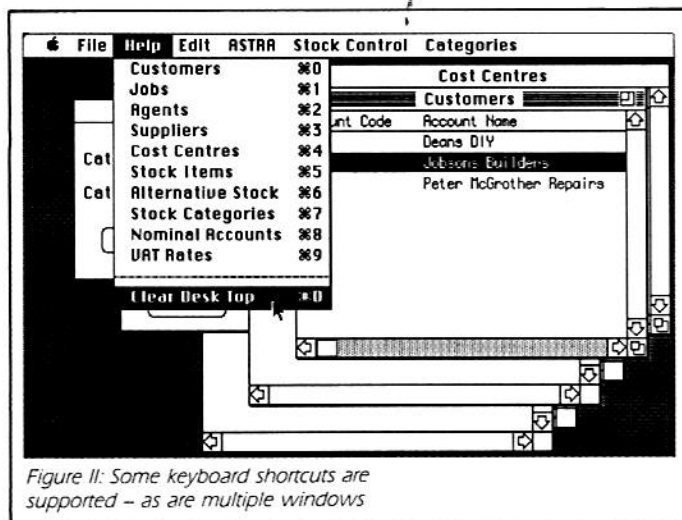 File Help Edit ASTRA Stock Control Categories
Customers ⌘0
Jobs ⌘1
Agents ⌘2
Suppliers ⌘3
Cost Centres ⌘4
Stock Items ⌘5
Alternative Stock ⌘6
Stock Categories ⌘7
Nominal Accounts ⌘8
VAT Rates ⌘9
Clear Desk Top ⌘D
Cat
Cat
Cost Centres
Customers
unt Code Account Name
Deans DIY
Jobsons Builders
Peter McGrother Repairs
Figure II: Some keyboard shortcuts are
supported – as are multiple windows